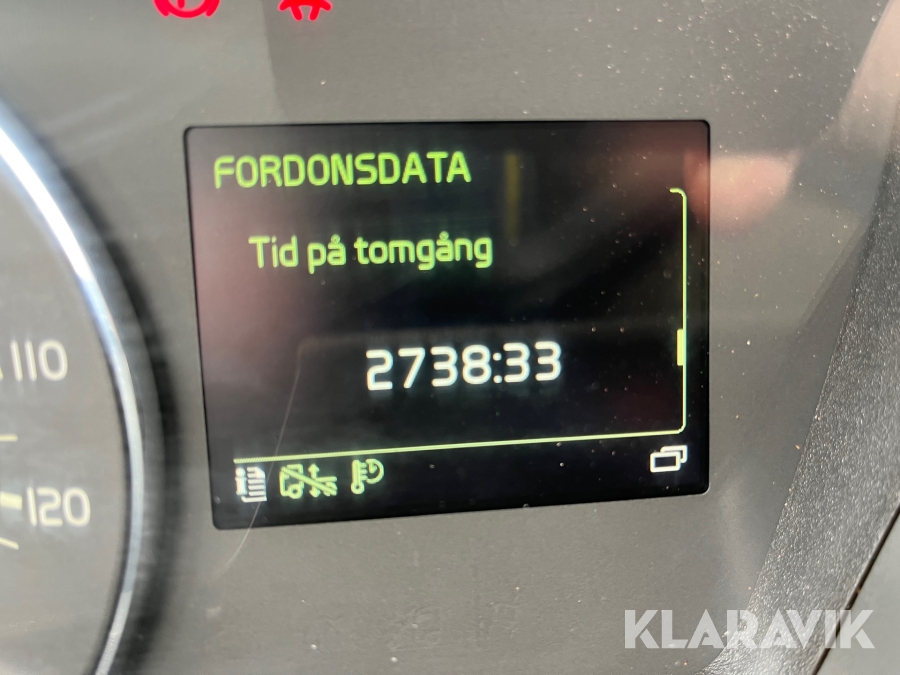 FORDONSDATA
Tid på tomgång
2738:33
110
120
KLARAVIK